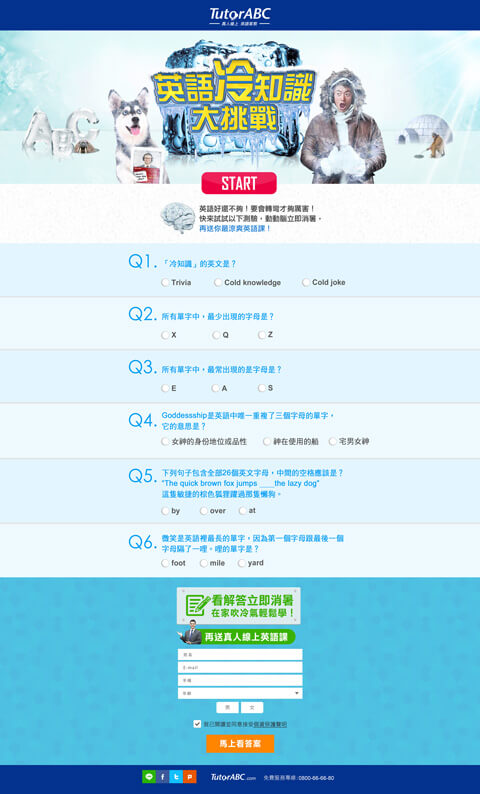 TutorABC
真人線上 英語家教
ABC
英語冷知識
大挑戰
START
英語好還不夠！要會轉彎才夠厲害！
快來試試以下測驗，動動腦立即消暑，
再送你最涼爽英語課！
Q1. 「冷知識」的英文是？
Trivia Cold knowledge Cold joke
Q2. 所有單字中，最少出現的字母是？
X Q Z
Q3. 所有單字中，最常出現的是字母是？
E A S
Q4. Goddessship是英語中唯一重複了三個字母的單字，
它的意思是？
女神的身份地位或品性 神在使用的船 宅男女神
Q5. 下列句子包含全部26個英文字母，中間的空格應該是？
"The quick brown fox jumps ___the lazy dog"
這隻敏捷的棕色狐狸躍過那隻懶狗。
by over at
Q6. 微笑是英語裡最長的單字，因為第一個字母跟最後一個
字母隔了一哩。哩的單字是？
foot mile yard
看解答立即消暑
在家吹冷氣輕鬆學！
再送真人線上英語課
姓名
E-mail
手機
年齡
男 女
我已閱讀並同意接受個資保護聲明
馬上看答案
TutorABC.com 免費服務專線：0800-66-66-80